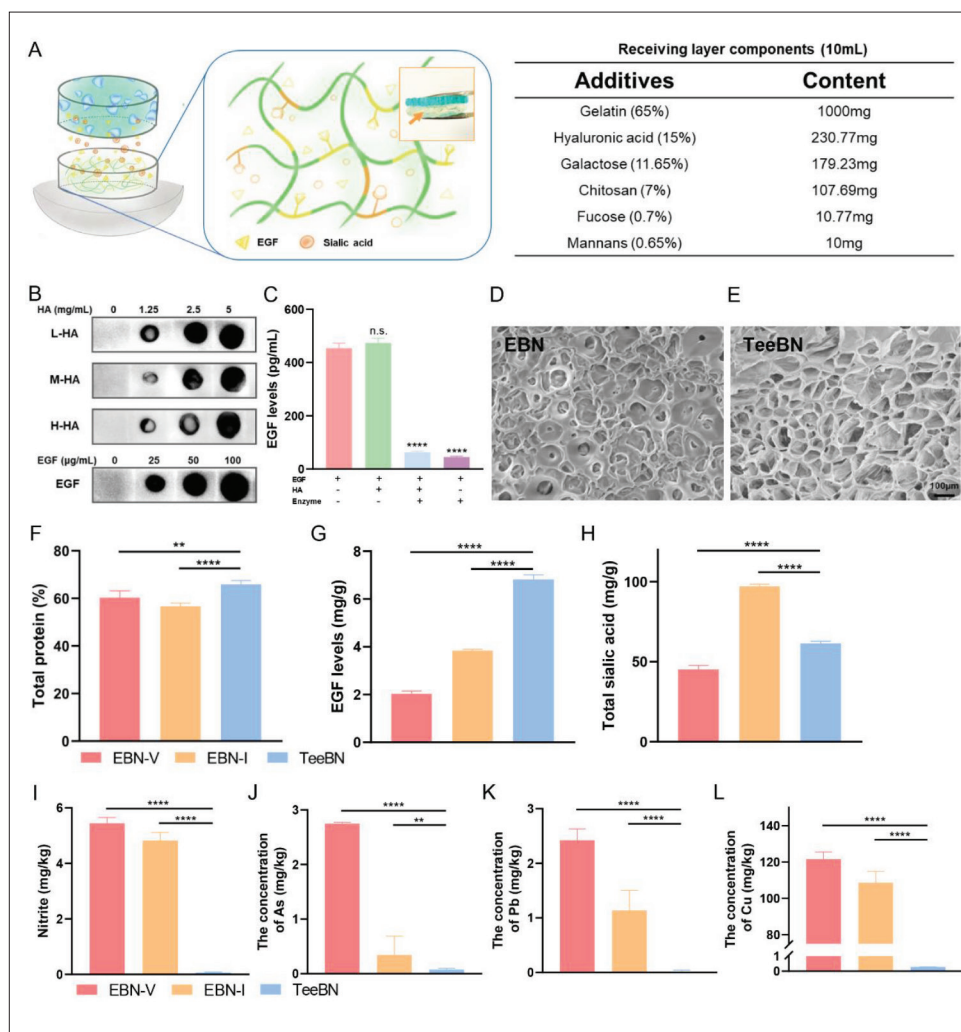 A
EGF
Sialic acid
Receiving layer components (10mL)
Additives Content
Gelatin (65%) 1000mg
Hyaluronic acid (15%) 230.77mg
Galactose (11.65%) 179.23mg
Chitosan (7%) 107.69mg
Fucose (0.7%) 10.77mg
Mannans (0.65%) 10mg
B
HA (mg/mL) 0 1.25 2.5 5
L-HA
M-HA
H-HA
EGF (µg/mL) 0 25 50 100
EGF
C
EGF levels (pg/mL)
600
400
200
0
n.s.
****
****
EGF + + + +
HA - + + -
Enzyme - - + +
D
EBN
E
TeeBN
100µm
F
Total protein (%)
80
60
40
20
0
**
****
G
EGF levels (mg/g)
8
6
4
2
0
****
****
H
Total sialic acid (mg/g)
100
50
0
****
****
EBN-V EBN-I TeeBN
I
Nitrite (mg/kg)
6
4
2
0
****
****
J
The concentration
of As (mg/kg)
3
2
1
0
****
**
K
The concentration
of Pb (mg/kg)
3
2
1
0
****
****
L
The concentration
of Cu (mg/kg)
140
120
100
80
1
0
****
****
EBN-V EBN-I TeeBN